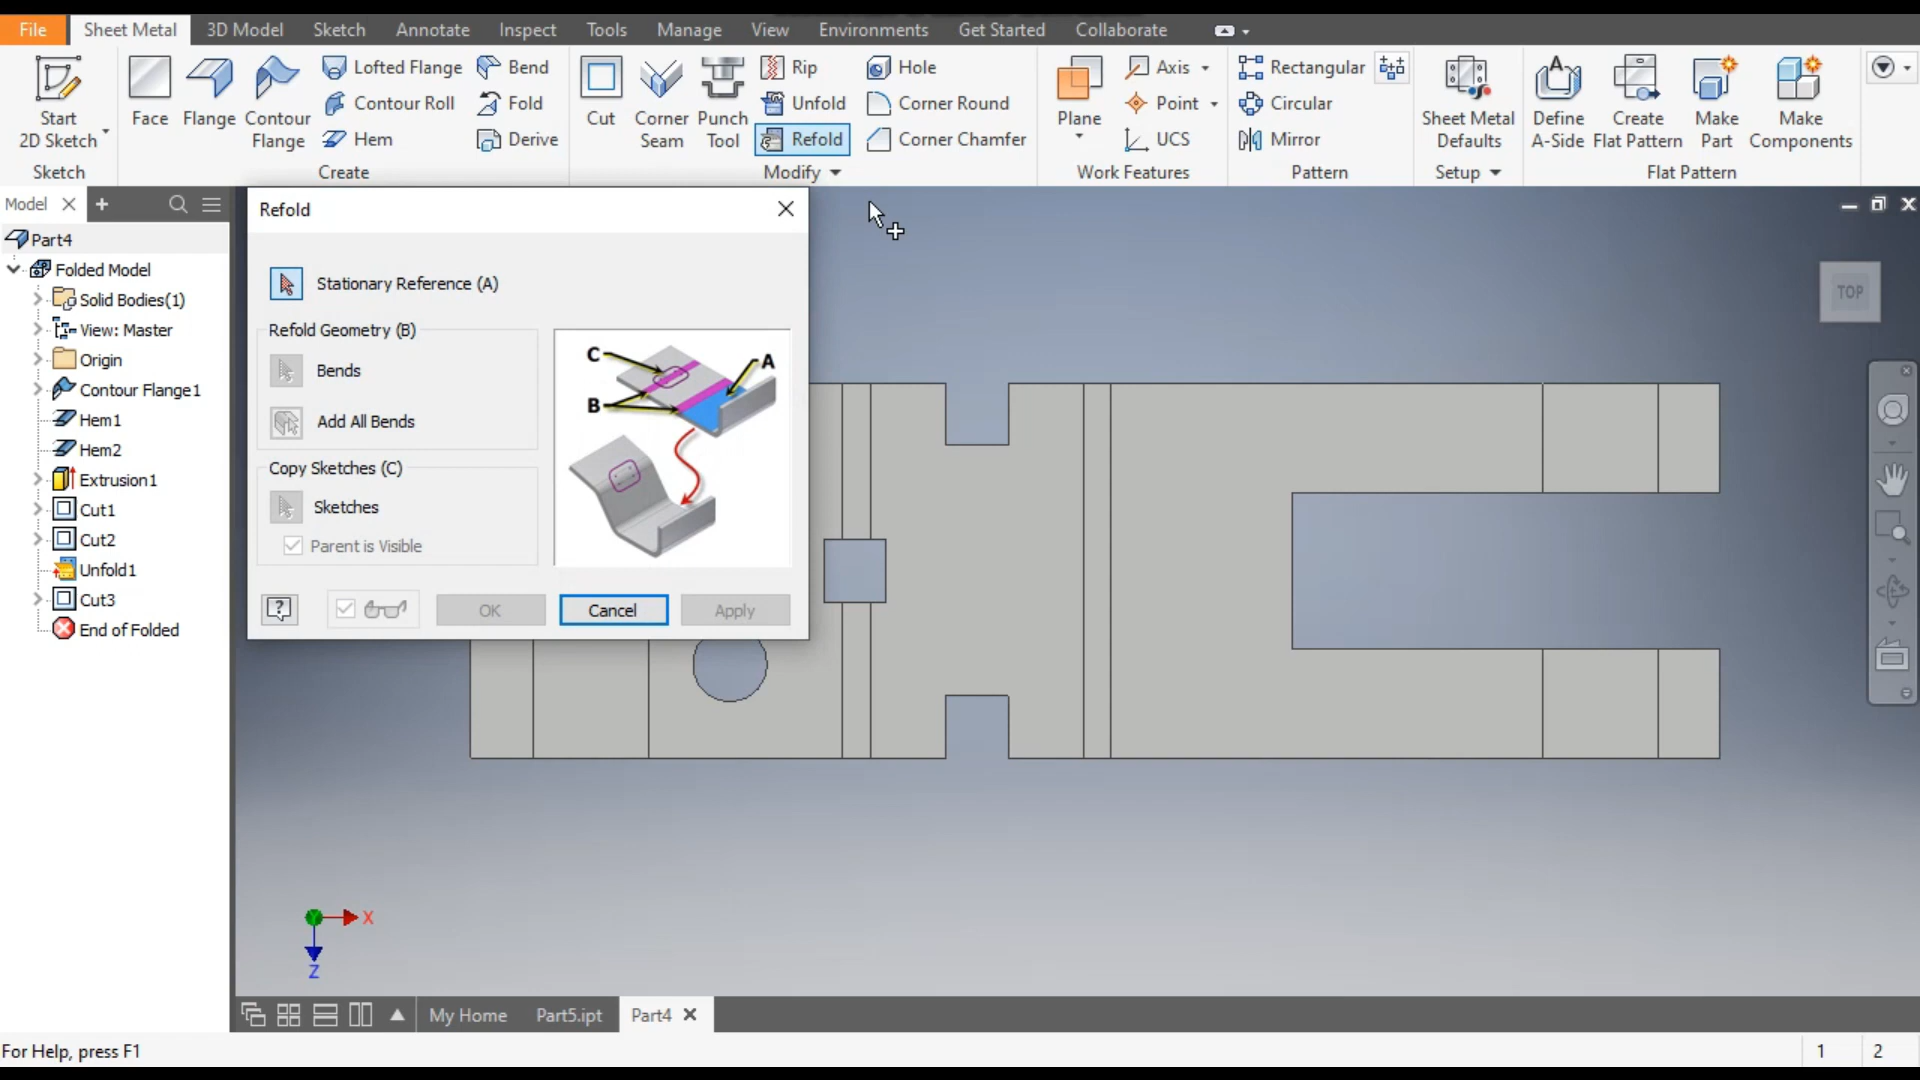 File Sheet Metal 3D Model Sketch Annotate Inspect Tools Manage View Environments Get Started Collaborate
Start
2D Sketch
Sketch
Face
Flange
Contour
Flange
Lofted Flange
Contour Roll
Hem
Bend
Fold
Derive
Create
Cut
Corner
Seam
Punch
Tool
Rip
Unfold
Refold
Hole
Corner Round
Corner Chamfer
Modify
Plane
Axis
Point
UCS
Work Features
Rectangular
Circular
Mirror
Pattern
Sheet Metal
Defaults
Setup
Define
A-Side
Create
Flat Pattern
Make
Part
Make
Components
Flat Pattern
Model
Part4
Folded Model
Solid Bodies(1)
View: Master
Origin
Contour Flange1
Hem1
Hem2
Extrusion1
Cut1
Cut2
Unfold1
Cut3
End of Folded
Refold
Stationary Reference (A)
Refold Geometry (B)
Bends
Add All Bends
Copy Sketches (C)
Sketches
Parent is Visible
C
A
B
OK
Cancel
Apply
TOP
X
Z
My Home
Part5.ipt
Part4
For Help, press F1
1
2